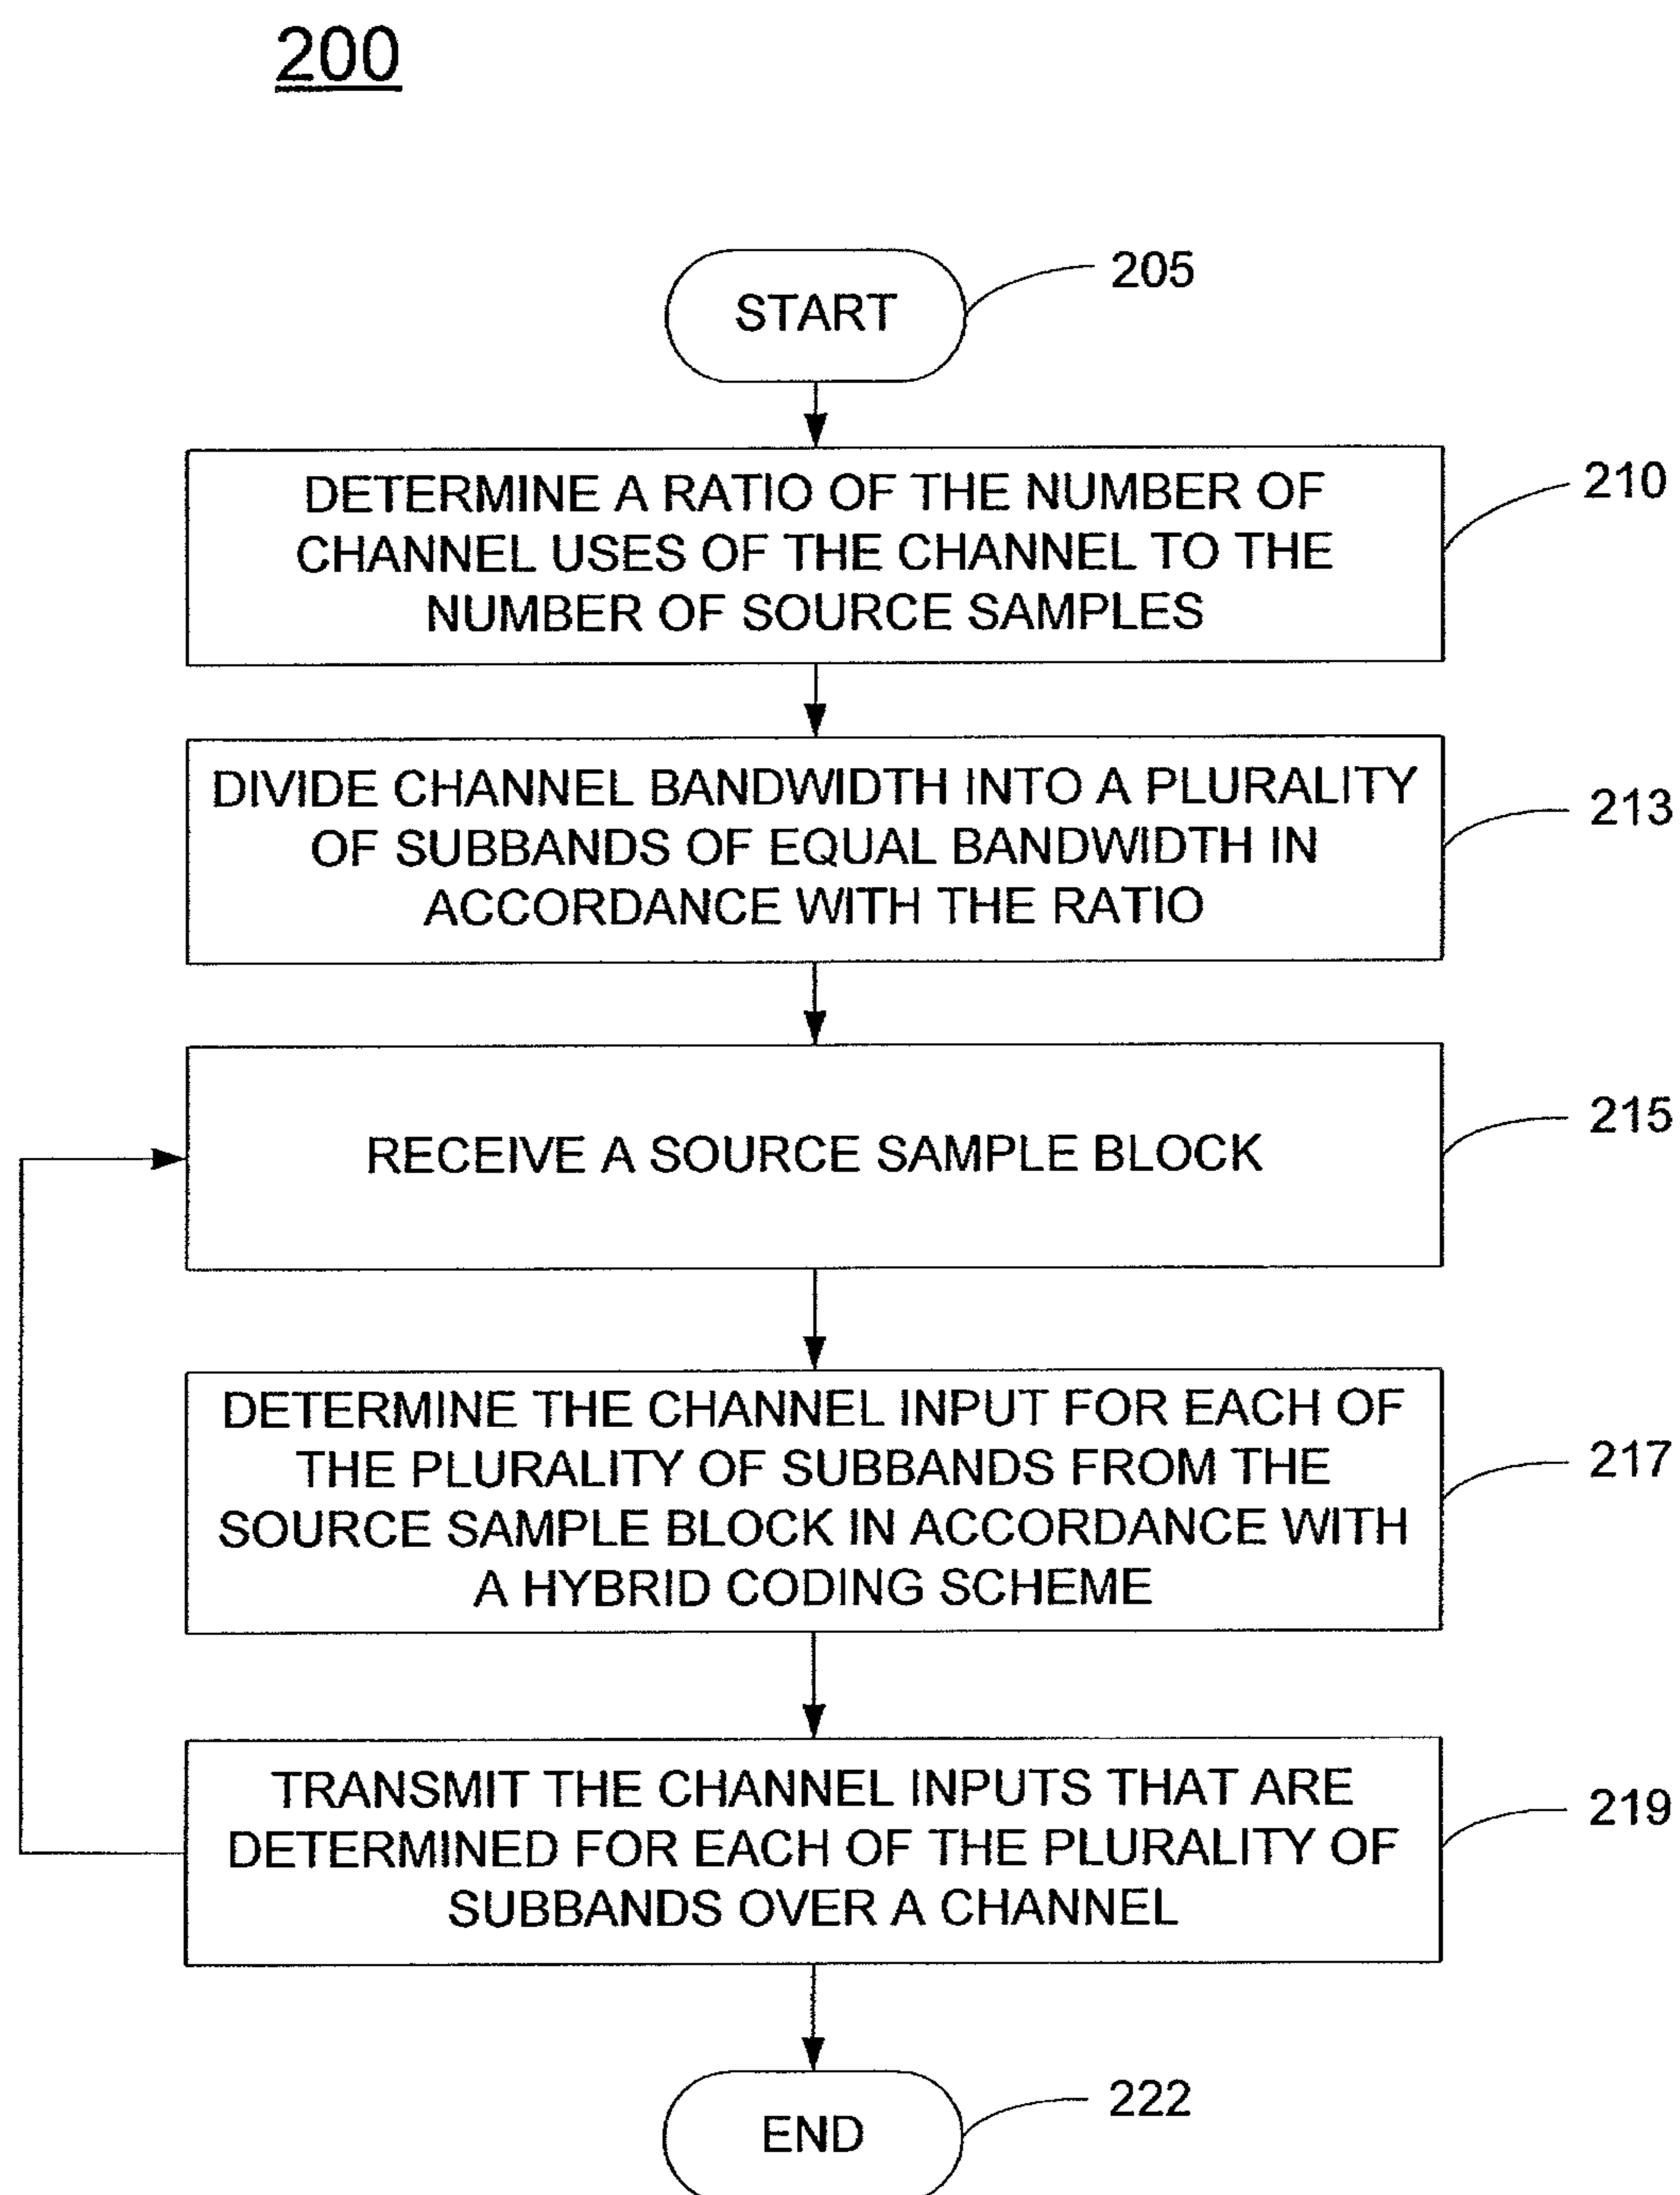 200
START
205
DETERMINE A RATIO OF THE NUMBER OF
CHANNEL USES OF THE CHANNEL TO THE
NUMBER OF SOURCE SAMPLES
210
DIVIDE CHANNEL BANDWIDTH INTO A PLURALITY
OF SUBBANDS OF EQUAL BANDWIDTH IN
ACCORDANCE WITH THE RATIO
213
RECEIVE A SOURCE SAMPLE BLOCK
215
DETERMINE THE CHANNEL INPUT FOR EACH OF
THE PLURALITY OF SUBBANDS FROM THE
SOURCE SAMPLE BLOCK IN ACCORDANCE WITH
A HYBRID CODING SCHEME
217
TRANSMIT THE CHANNEL INPUTS THAT ARE
DETERMINED FOR EACH OF THE PLURALITY OF
SUBBANDS OVER A CHANNEL
219
END
222